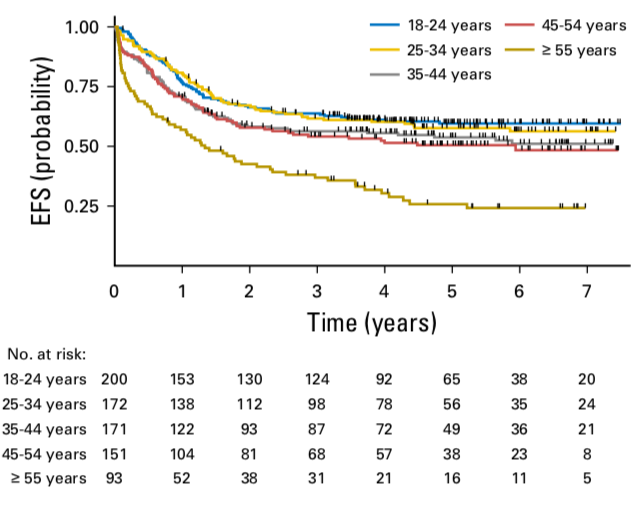 1.00
0.75
0.50
0.25
EFS (probability)
18-24 years
25-34 years
35-44 years
45-54 years
≥ 55 years
0 1 2 3 4 5 6 7
Time (years)
No. at risk:
18-24 years 200 153 130 124 92 65 38 20
25-34 years 172 138 112 98 78 56 35 24
35-44 years 171 122 93 87 72 49 36 21
45-54 years 151 104 81 68 57 38 23 8
≥ 55 years 93 52 38 31 21 16 11 5